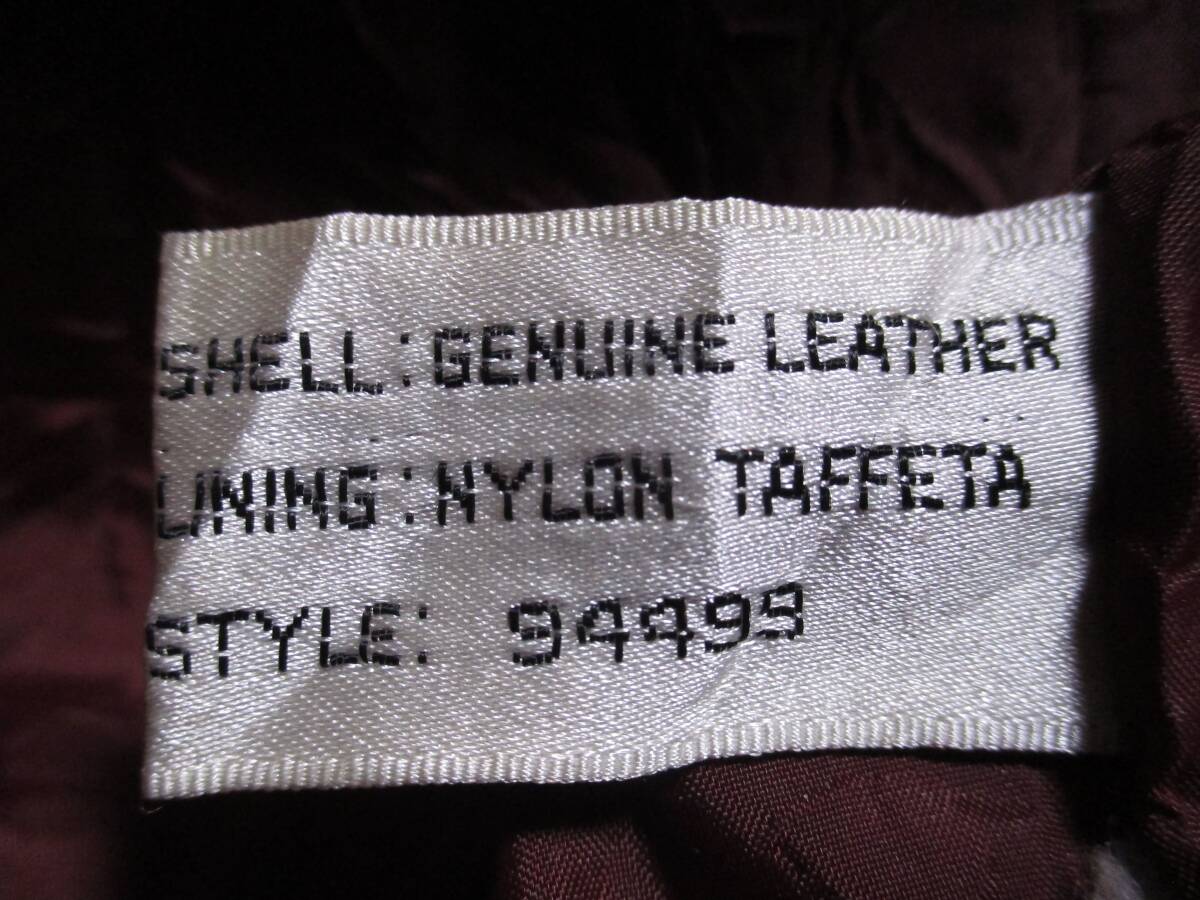 SHELL:GENUINE LEATHER
LINING:NYLON TAFFETA
STYLE: 94499